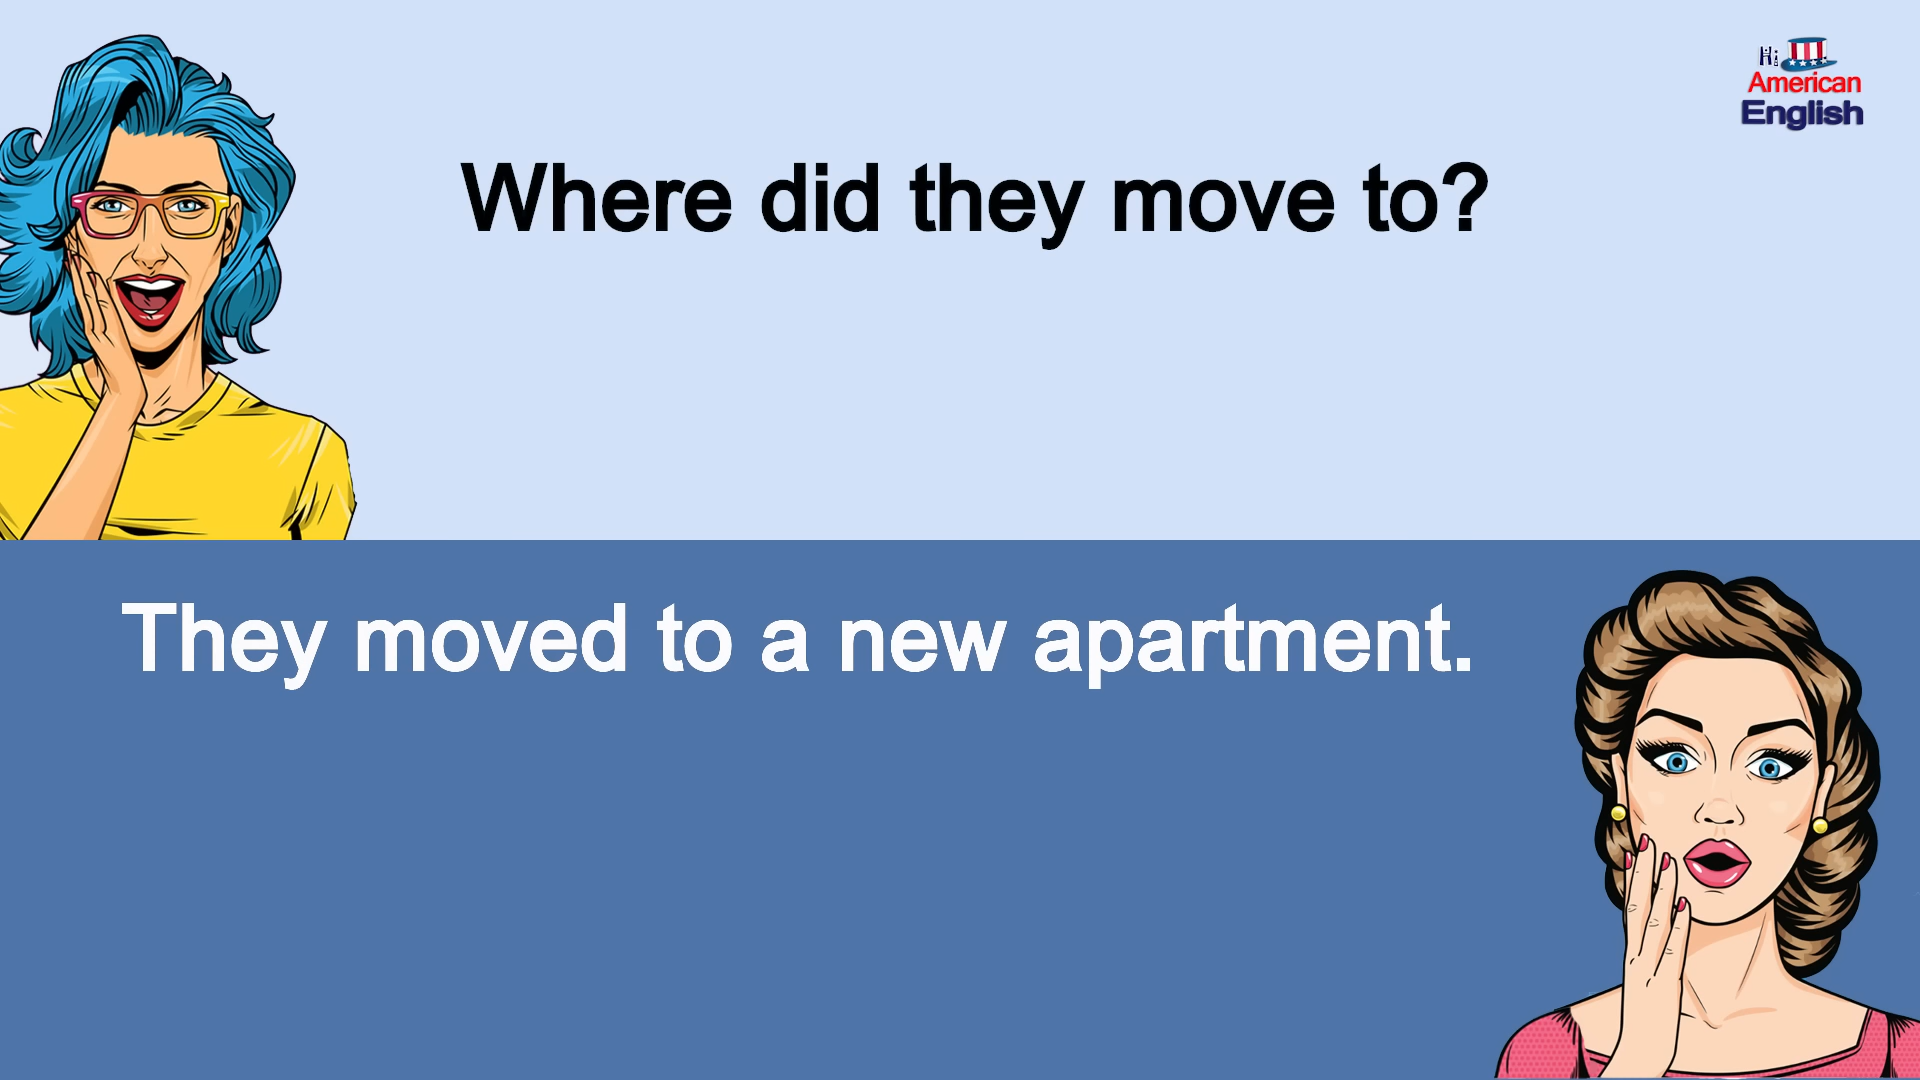 Hi
American
English
Where did they move to?
They moved to a new apartment.